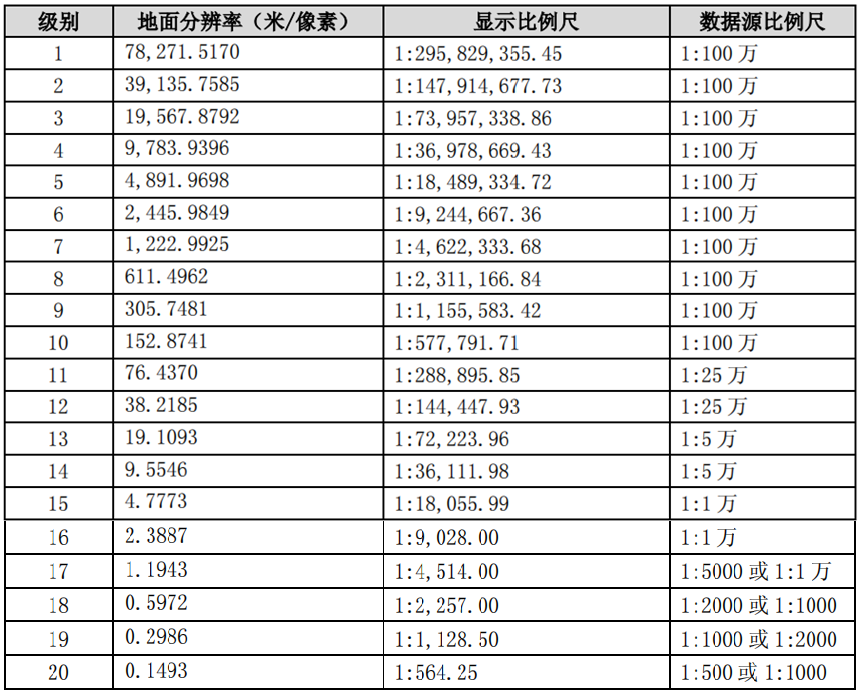 级别 地面分辨率（米/像素） 显示比例尺 数据源比例尺
1 78,271.5170 1:295,829,355.45 1:100 万
2 39,135.7585 1:147,914,677.73 1:100 万
3 19,567.8792 1:73,957,338.86 1:100 万
4 9,783.9396 1:36,978,669.43 1:100 万
5 4,891.9698 1:18,489,334.72 1:100 万
6 2,445.9849 1:9,244,667.36 1:100 万
7 1,222.9925 1:4,622,333.68 1:100 万
8 611.4962 1:2,311,166.84 1:100 万
9 305.7481 1:1,155,583.42 1:100 万
10 152.8741 1:577,791.71 1:100 万
11 76.4370 1:288,895.85 1:25 万
12 38.2185 1:144,447.93 1:25 万
13 19.1093 1:72,223.96 1:5 万
14 9.5546 1:36,111.98 1:5 万
15 4.7773 1:18,055.99 1:1 万
16 2.3887 1:9,028.00 1:1 万
17 1.1943 1:4,514.00 1:5000 或 1:1 万
18 0.5972 1:2,257.00 1:2000 或 1:1000
19 0.2986 1:1,128.50 1:1000 或 1:2000
20 0.1493 1:564.25 1:500 或 1:1000